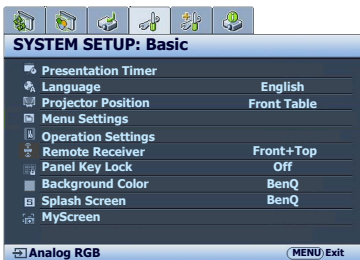 SYSTEM SETUP: Basic
Presentation Timer
Language English
Projector Position Front Table
Menu Settings
Operation Settings
Remote Receiver Front+Top
Panel Key Lock Off
Background Color BenQ
Splash Screen BenQ
MyScreen
Analog RGB MENU Exit